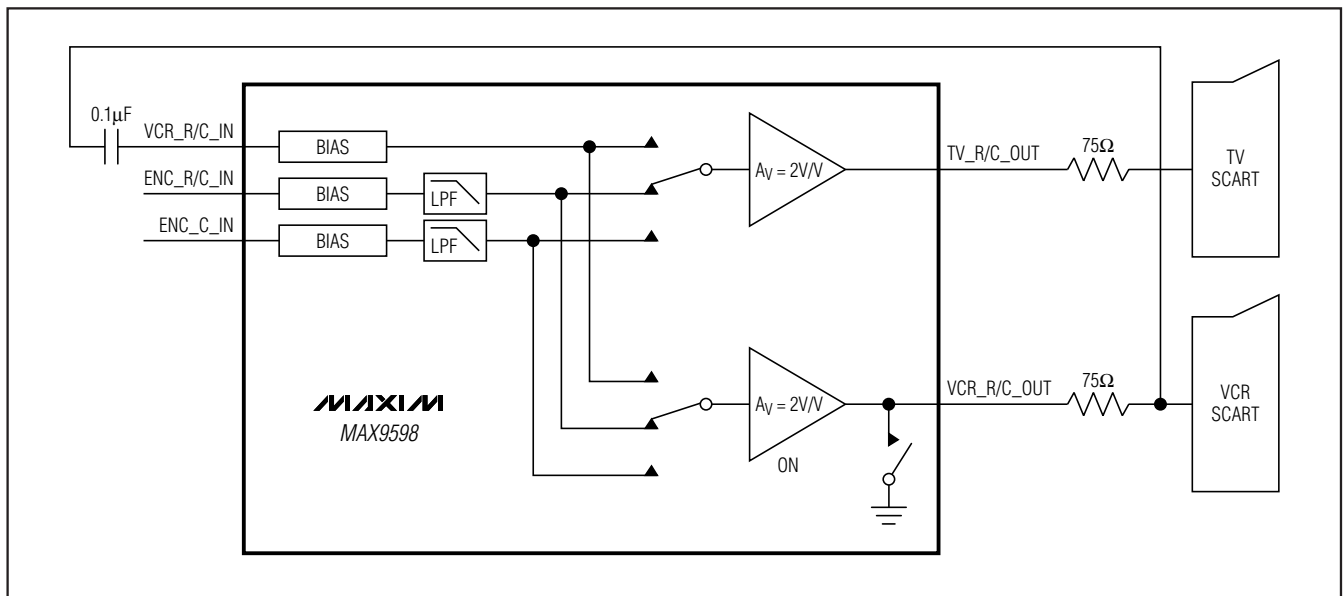 0.1μF
VCR_R/C_IN
BIAS
ENC_R/C_IN
BIAS
LPF
ENC_C_IN
BIAS
LPF
AV = 2V/V
TV_R/C_OUT
75Ω
TV
SCART
MAXIM
MAX9598
AV = 2V/V
ON
VCR_R/C_OUT
75Ω
VCR
SCART